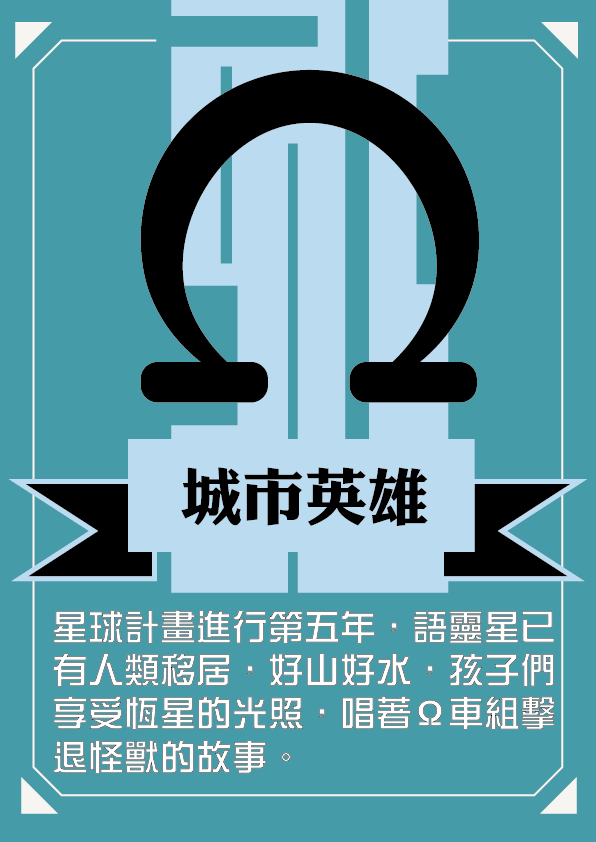 Ω
城市英雄
星球計畫進行第五年．語靈星已
有人類移居．好山好水．孩子們
享受恆星的光照．唱著Ω車組擊
退怪獸的故事。